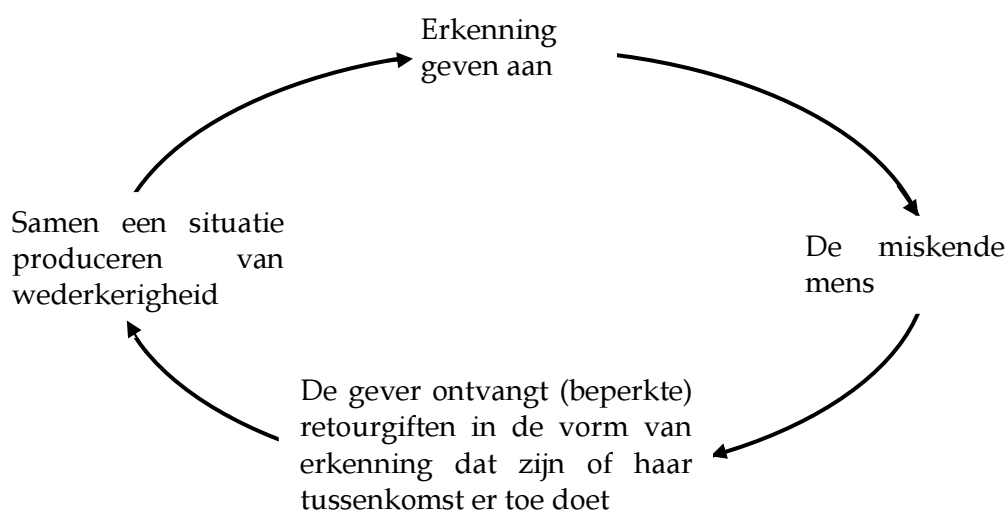 Erkenning
geven aan
De miskende
mens
De gever ontvangt (beperkte)
retourgiften in de vorm van
erkenning dat zijn of haar
tussenkomst er toe doet
Samen een situatie
produceren van
wederkerigheid